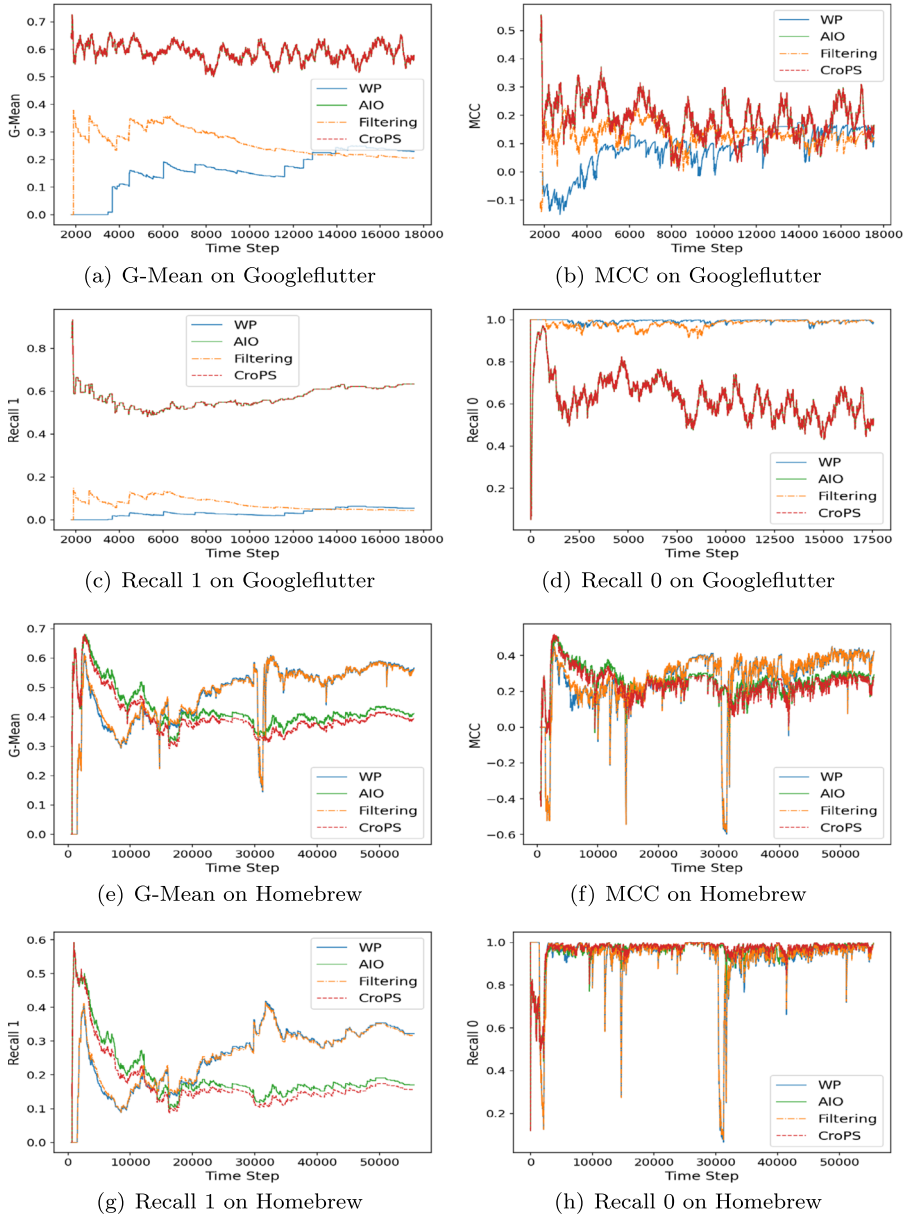 G-Mean
0.7
0.6
0.5
0.4
0.3
0.2
0.1
0.0
WP
AIO
Filtering
CroPS
2000 4000 6000 8000 10000 12000 14000 16000 18000
Time Step
(a) G-Mean on Googleflutter
MCC
0.5
0.4
0.3
0.2
0.1
0.0
−0.1
WP
AIO
Filtering
CroPS
2000 4000 6000 8000 10000 12000 14000 16000 18000
Time Step
(b) MCC on Googleflutter
Recall 1
0.8
0.6
0.4
0.2
0.0
WP
AIO
Filtering
CroPS
2000 4000 6000 8000 10000 12000 14000 16000 18000
Time Step
(c) Recall 1 on Googleflutter
Recall 0
1.0
0.8
0.6
0.4
0.2
WP
AIO
Filtering
CroPS
0 2500 5000 7500 10000 12500 15000 17500
Time Step
(d) Recall 0 on Googleflutter
G-Mean
0.7
0.6
0.5
0.4
0.3
0.2
0.1
0.0
WP
AIO
Filtering
CroPS
0 10000 20000 30000 40000 50000
Time Step
(e) G-Mean on Homebrew
MCC
0.4
0.2
0.0
−0.2
−0.4
−0.6
WP
AIO
Filtering
CroPS
0 10000 20000 30000 40000 50000
Time Step
(f) MCC on Homebrew
Recall 1
0.6
0.5
0.4
0.3
0.2
0.1
0.0
WP
AIO
Filtering
CroPS
0 10000 20000 30000 40000 50000
Time Step
(g) Recall 1 on Homebrew
Recall 0
1.0
0.8
0.6
0.4
0.2
WP
AIO
Filtering
CroPS
0 10000 20000 30000 40000 50000
Time Step
(h) Recall 0 on Homebrew